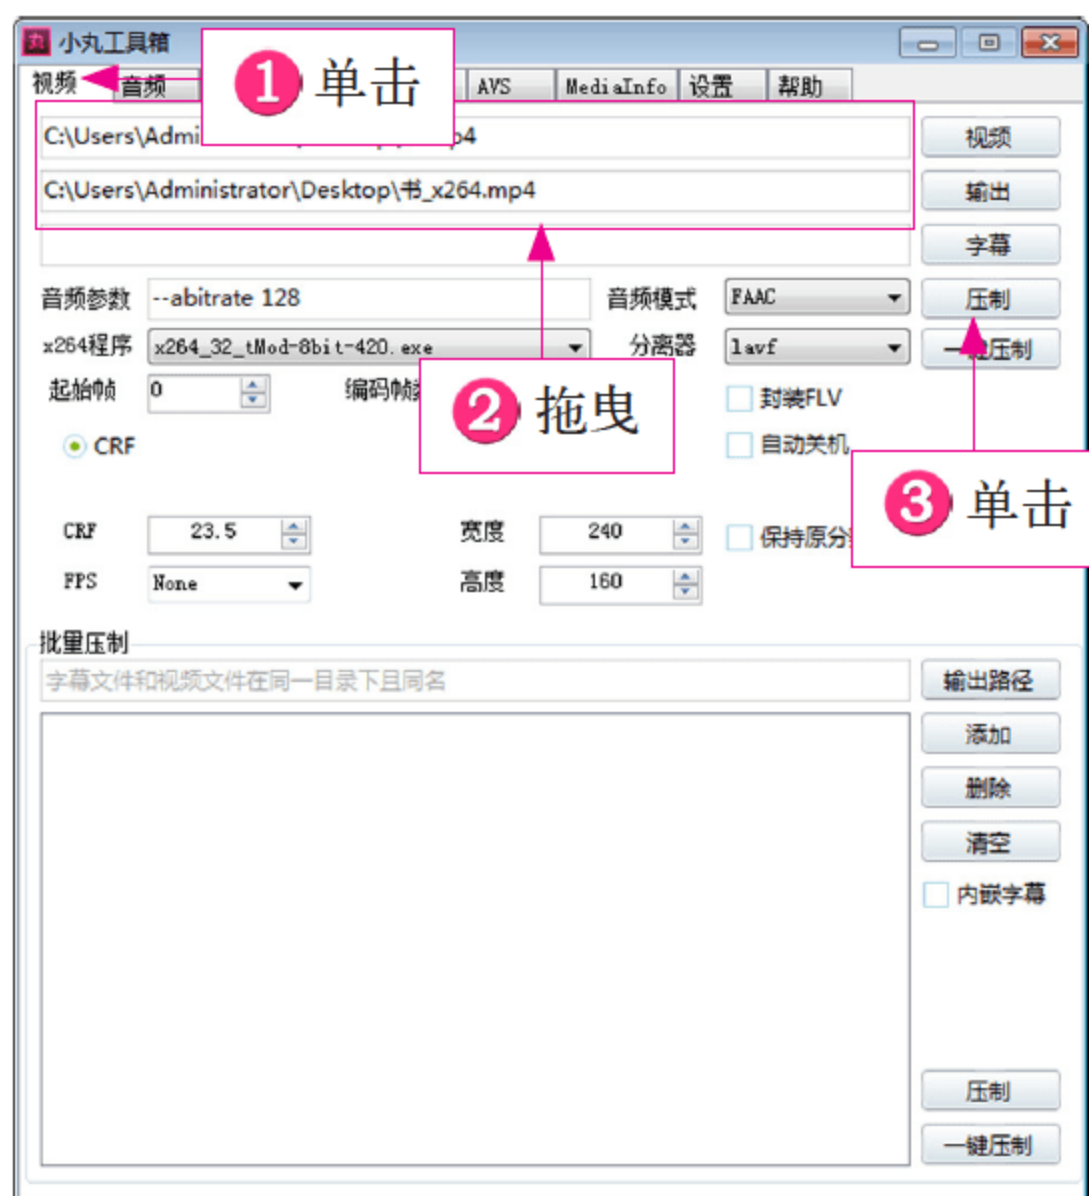 小丸工具箱
视频 音频 AVS MediaInfo 设置 帮助
1 单击
C:\Users\Admi p4 视频
C:\Users\Administrator\Desktop\书_x264.mp4 输出
字幕
音频参数 --abitrate 128 音频模式 FAAC 压制
x264程序 x264_32_tMod-8bit-420.exe 分离器 lavf 一键压制
起始帧 0 编码帧 封装FLV
2 拖曳
CRF 自动关机
3 单击
CRF 23.5 宽度 240 保持原分
FPS None 高度 160
批量压制
字幕文件和视频文件在同一目录下且同名 输出路径
添加
删除
清空
内嵌字幕
压制
一键压制